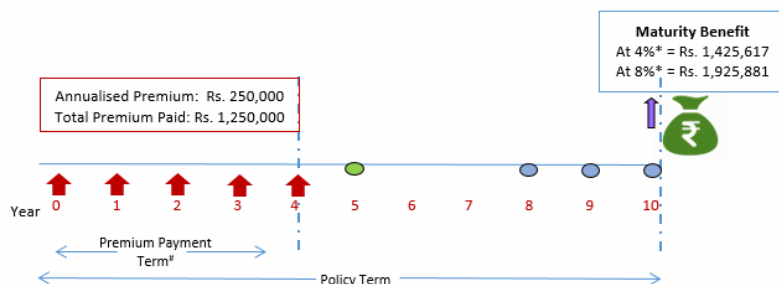 Maturity Benefit
At 4%* = Rs. 1,425,617
At 8%* = Rs. 1,925,881
Annualised Premium: Rs. 250,000
Total Premium Paid: Rs. 1,250,000
₹
Year 0 1 2 3 4 5 6 7 8 9 10
Premium Payment
Term#
Policy Term